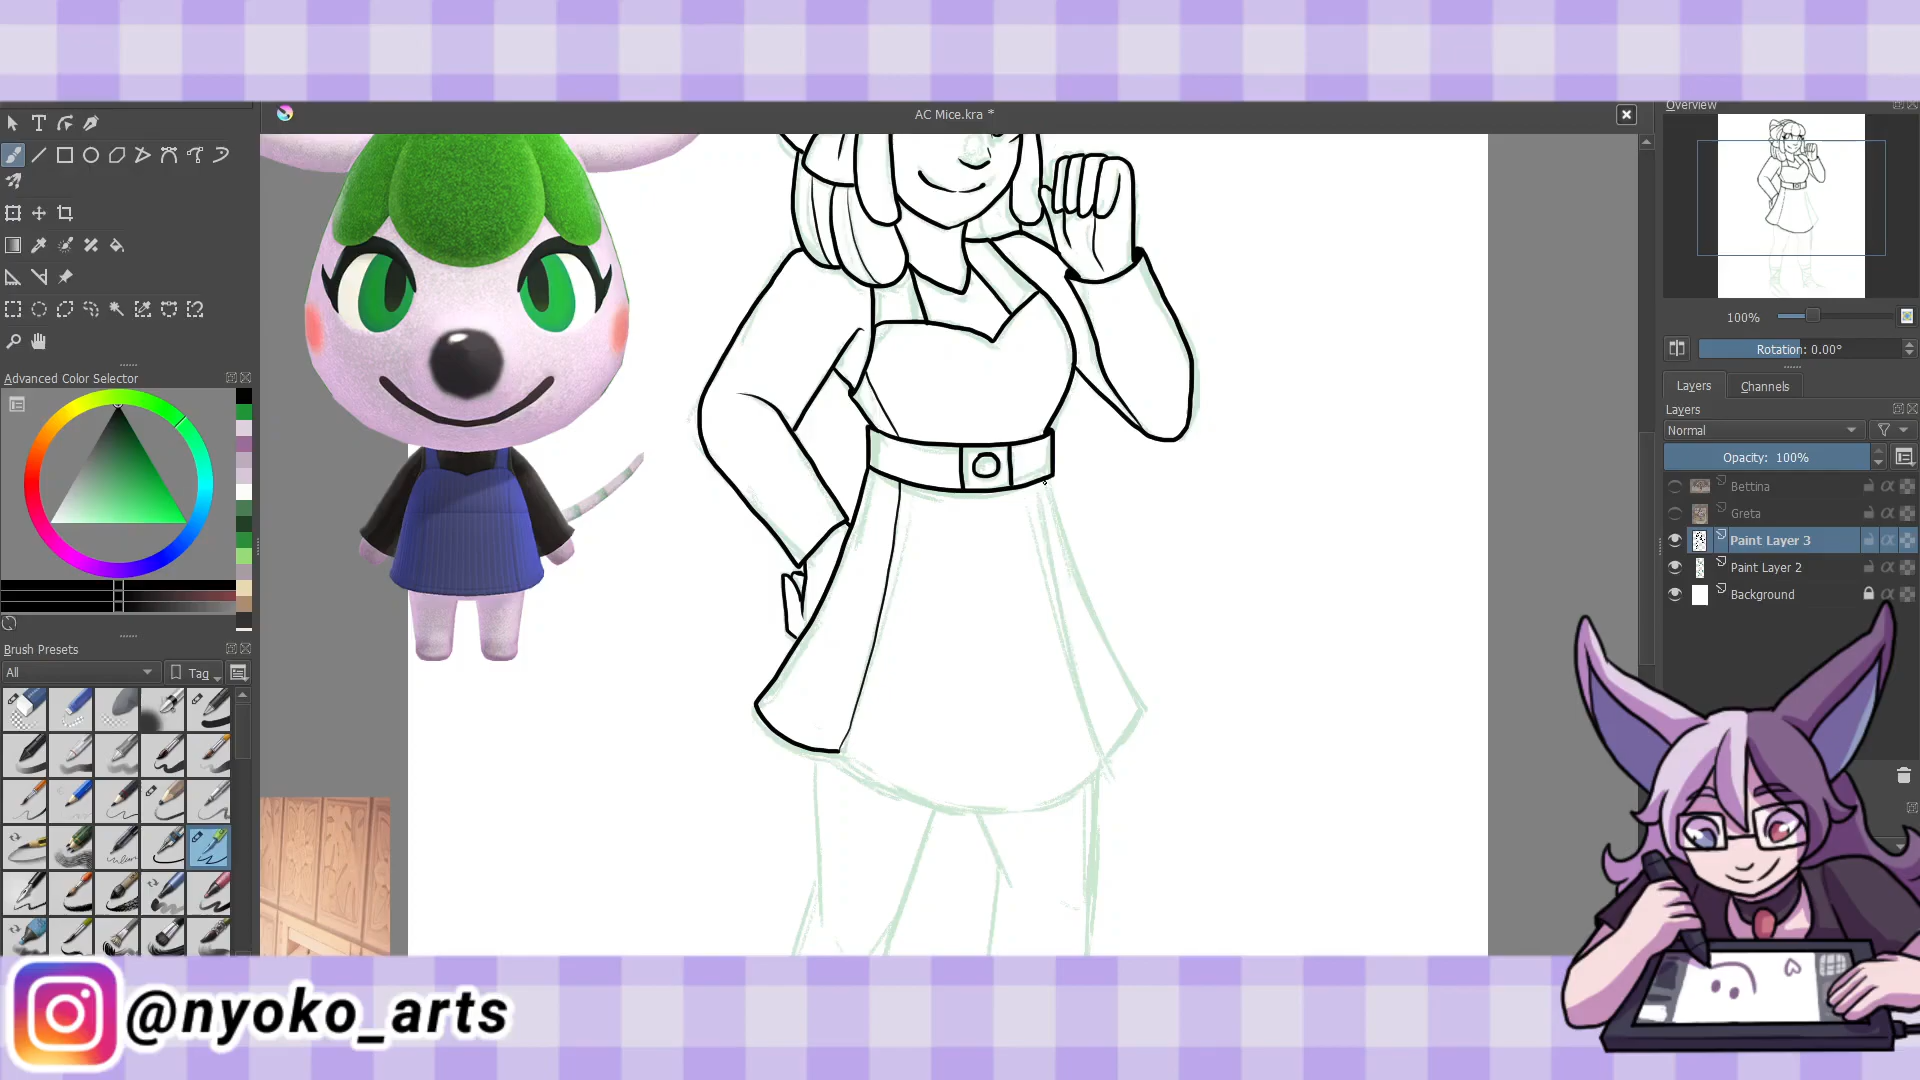 AC Mice.kra *
Overview
100%
Rotation: 0.00°
Layers
Channels
Layers
Normal
Opacity: 100%
Bettina
Greta
Paint Layer 3
Paint Layer 2
Background
Advanced Color Selector
Brush Presets
All
Tag
@nyoko_arts